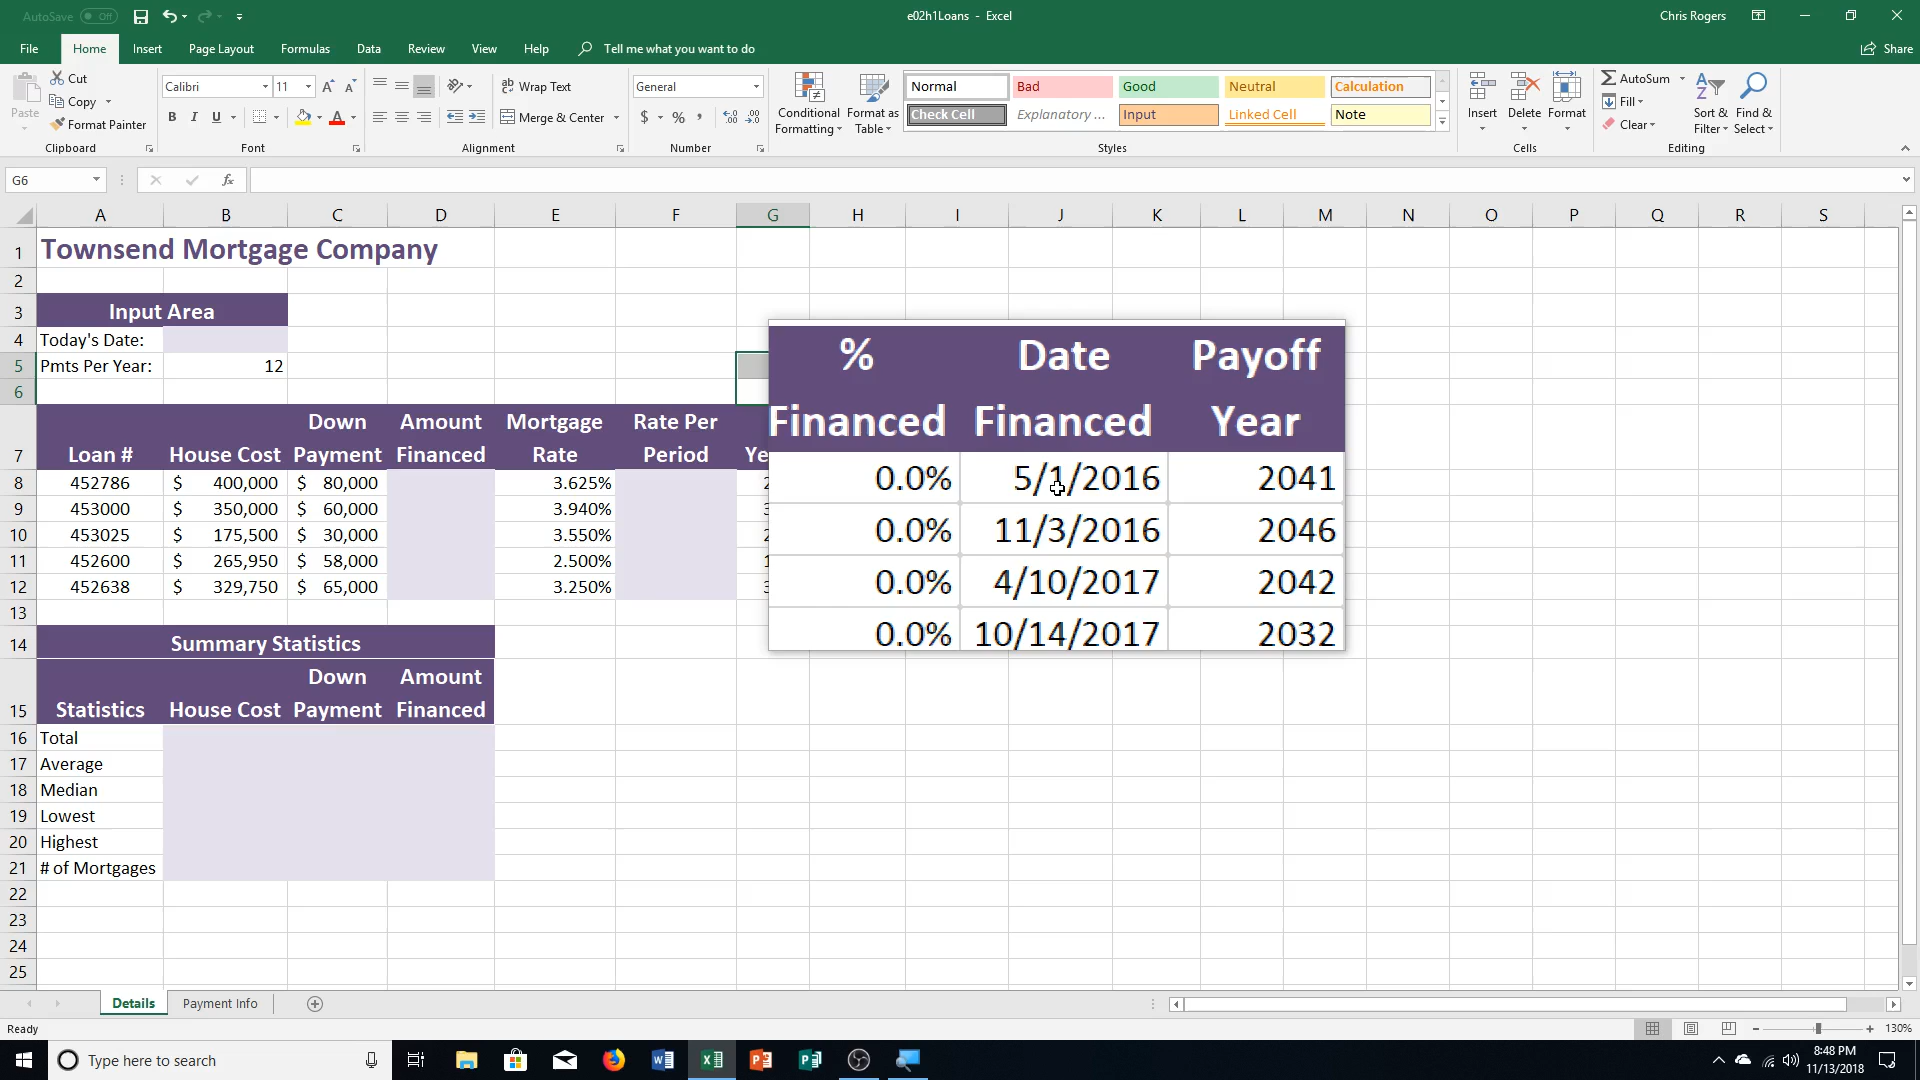 AutoSave Off
e02h1Loans - Excel
Chris Rogers
File Home Insert Page Layout Formulas Data Review View Help Tell me what you want to do Share
Cut
Copy
Format Painter
Paste
Clipboard
Calibri 11
B I U
Font
Wrap Text
Merge & Center
Alignment
General
$ % ,
Number
Conditional
Formatting
Format as
Table
Normal Bad Good Neutral Calculation
Check Cell Explanatory ... Input Linked Cell Note
Styles
Insert Delete Format
Cells
AutoSum
Fill
Clear
Sort &
Filter
Find &
Select
Editing
G6
fx
A B C D E F G H I J K L M N O P Q R S
1 Townsend Mortgage Company
2
3 Input Area
4 Today's Date:
5 Pmts Per Year: 12
6
7 Loan # House Cost Down Payment Amount Financed Mortgage Rate Rate Per Period Ye
8 452786 $ 400,000 $ 80,000 3.625%
9 453000 $ 350,000 $ 60,000 3.940%
10 453025 $ 175,500 $ 30,000 3.550%
11 452600 $ 265,950 $ 58,000 2.500%
12 452638 $ 329,750 $ 65,000 3.250%
13
% Financed Date Financed Payoff Year
0.0% 5/1/2016 2041
0.0% 11/3/2016 2046
0.0% 4/10/2017 2042
0.0% 10/14/2017 2032
14 Summary Statistics
15 Statistics House Cost Down Payment Amount Financed
16 Total
17 Average
18 Median
19 Lowest
20 Highest
21 # of Mortgages
22
23
24
25
Details Payment Info
Ready
130%
Type here to search
8:48 PM
11/13/2018